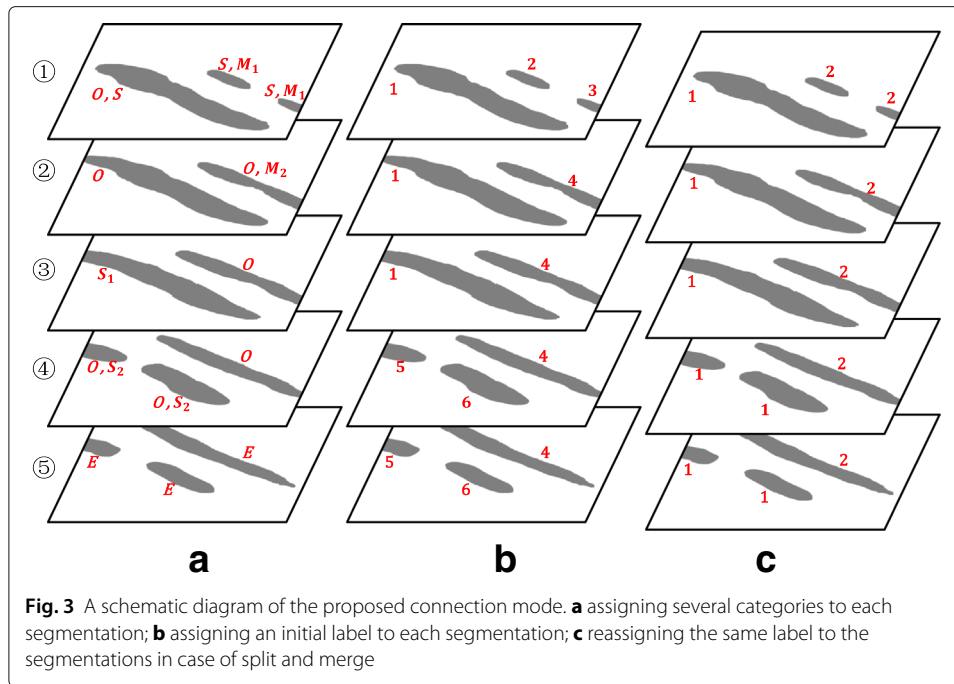 ①
O, S
S, M₁
S, M₁
1
2
3
1
2
2
②
O
O, M₂
1
4
1
2
③
S₁
O
1
4
1
2
④
O, S₂
O, S₂
O
5
6
4
1
1
2
⑤
E
E
E
5
6
4
1
1
2
a
b
c
Fig. 3 A schematic diagram of the proposed connection mode. a assigning several categories to each
segmentation; b assigning an initial label to each segmentation; c reassigning the same label to the
segmentations in case of split and merge